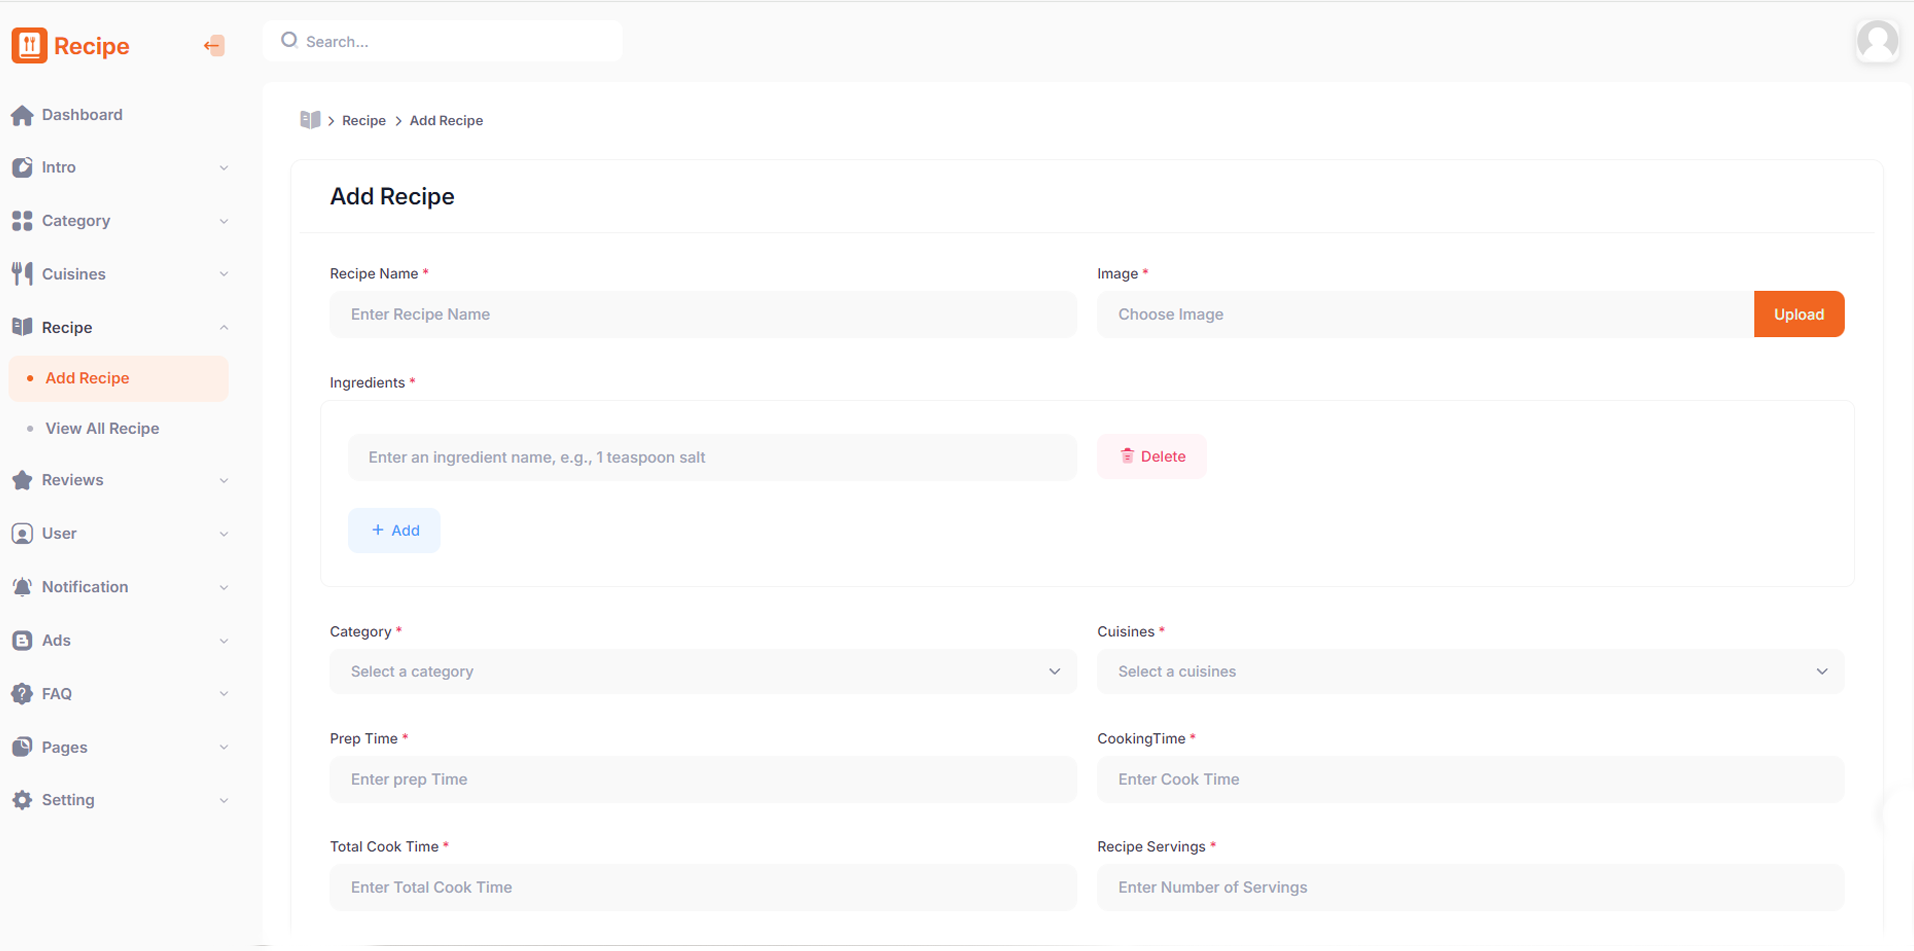 Recipe
Search...
Dashboard
Intro
Category
Cuisines
Recipe
Add Recipe
View All Recipe
Reviews
User
Notification
Ads
FAQ
Pages
Setting
> Recipe > Add Recipe
Add Recipe
Recipe Name *
Image *
Enter Recipe Name
Choose Image
Upload
Ingredients *
Enter an ingredient name, e.g., 1 teaspoon salt
Delete
+ Add
Category *
Cuisines *
Select a category
Select a cuisines
Prep Time *
CookingTime *
Enter prep Time
Enter Cook Time
Total Cook Time *
Recipe Servings *
Enter Total Cook Time
Enter Number of Servings